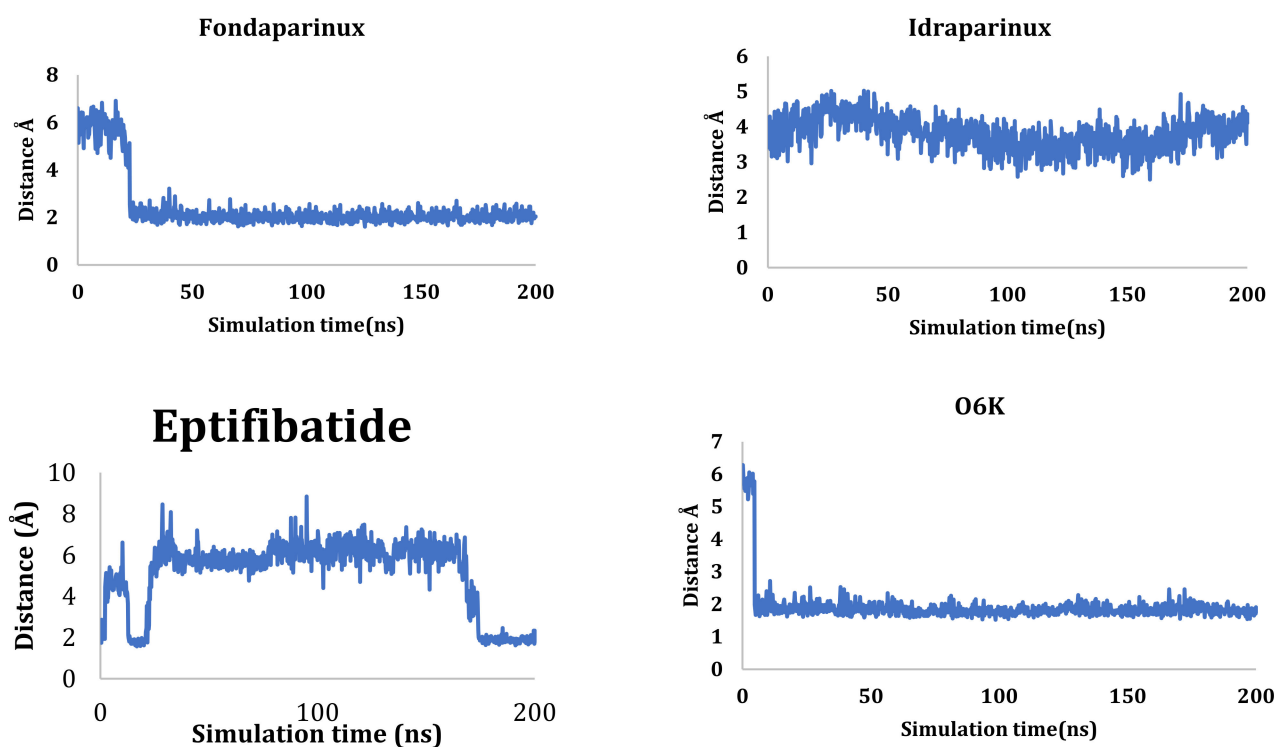 Fondaparinux
Distance Å
8
6
4
2
0
0 50 100 150 200
Simulation time(ns)
Idraparinux
Distance Å
6
5
4
3
2
1
0
0 50 100 150 200
Simulation time(ns)
Eptifibatide
Distance (Å)
10
8
6
4
2
0
0 100 200
Simulation time (ns)
O6K
Distance Å
7
6
5
4
3
2
1
0
0 50 100 150 200
Simulation time(ns)